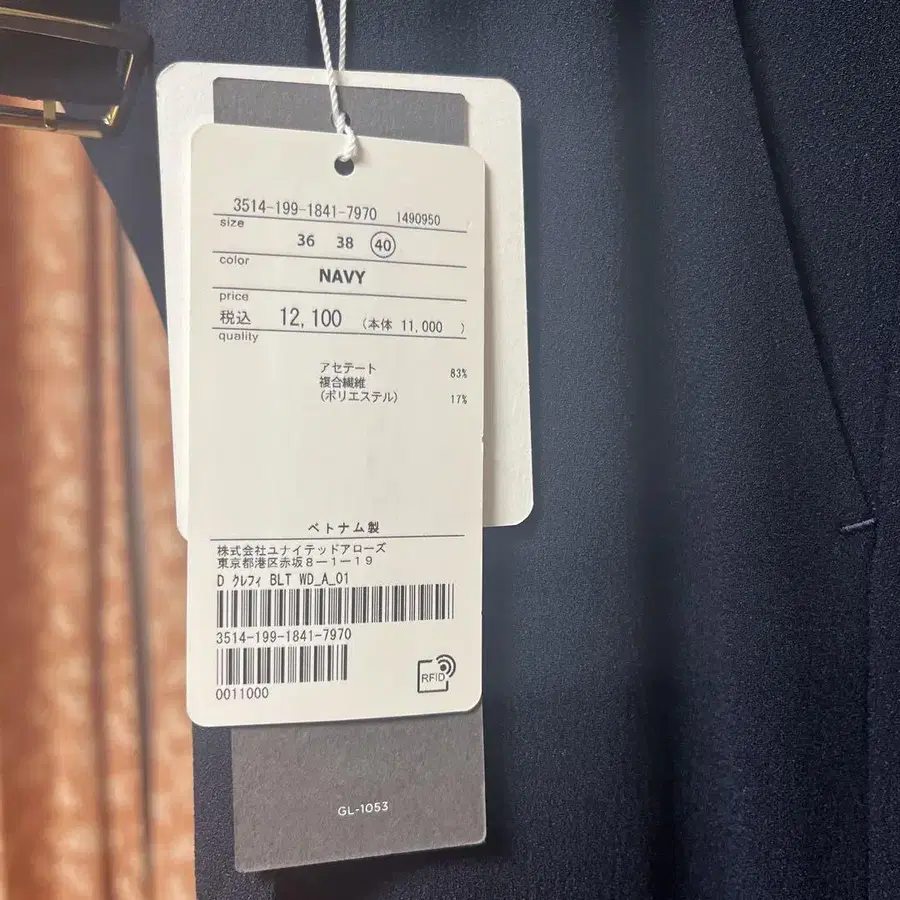 3514-199-1841-7970 1490950
size
36 38 40
color
NAVY
price
税込 12,100 (本体 11,000 )
quality
アセテート 83%
複合繊維
(ポリエステル) 17%
ベトナム製
株式会社ユナイテッドアローズ
東京都港区赤坂8ー1ー19
D クレフィ BLT WD_A_01
3514-199-1841-7970
0011000
RFID
GL-1053